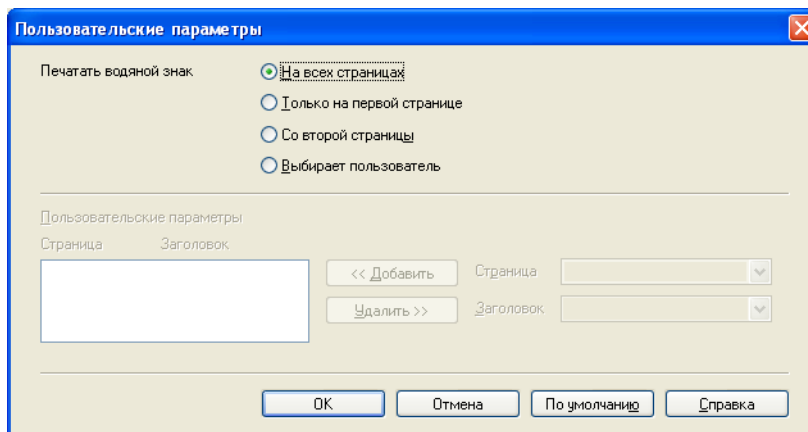 Пользовательские параметры
Печатать водяной знак
На всех страницах
Только на первой странице
Со второй страницы
Выбирает пользователь
Пользовательские параметры
Страница Заголовок
<< Добавить Страница
Удалить >> Заголовок
OK Отмена По умолчанию Справка